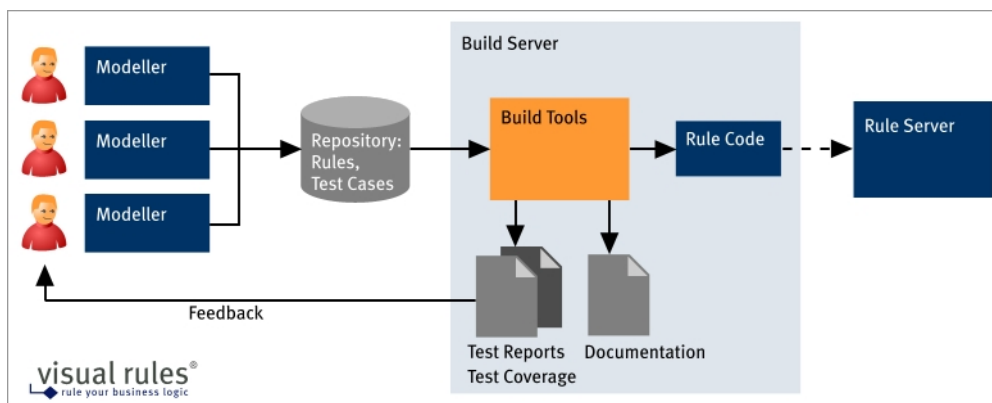 Build Server
Modeller
Modeller
Modeller
Repository:
Rules,
Test Cases
Build Tools
Rule Code
Rule Server
Feedback
Test Reports
Test Coverage
Documentation
visual rules®
rule your business logic